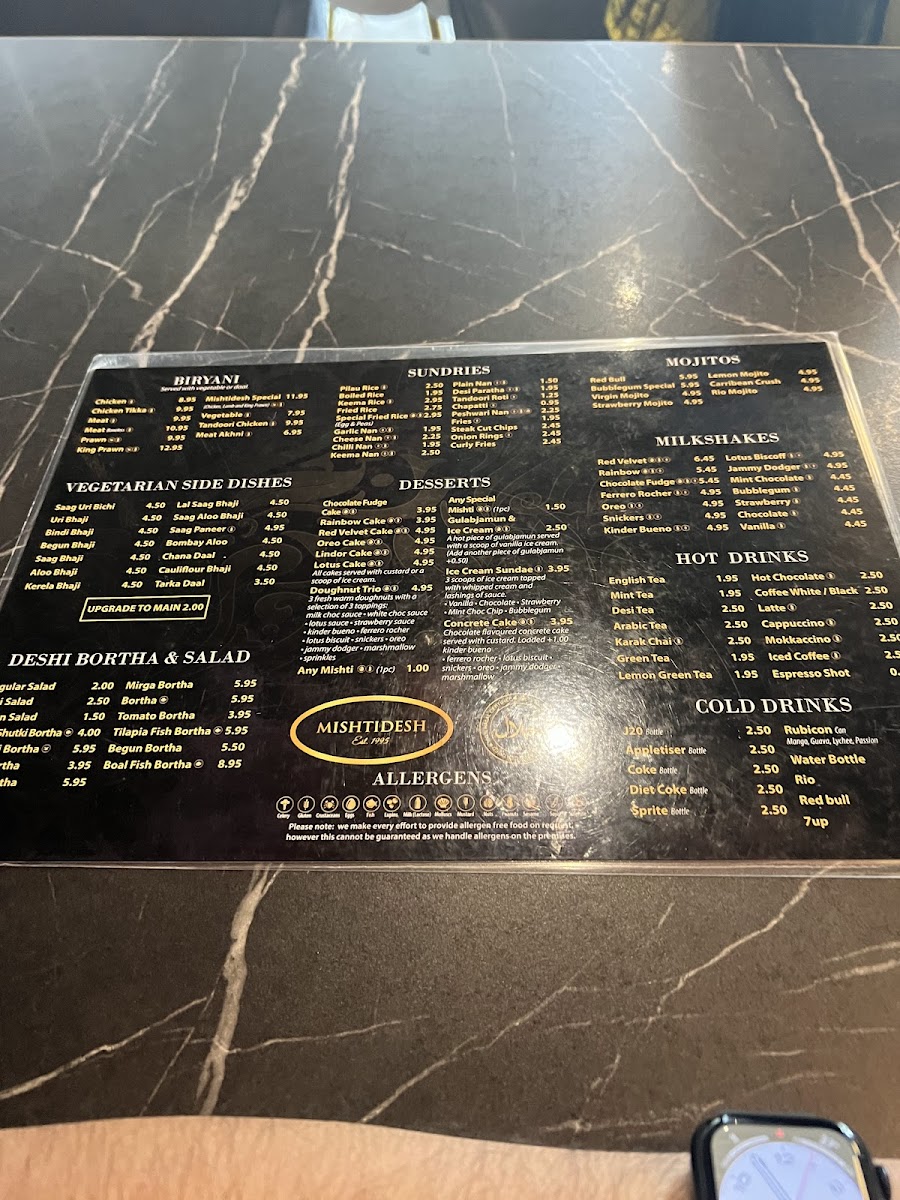 BIRYANI
Served with vegetable or dinat
Chicken 8.95
Chicken Tikka 9.95
Meat 9.95
Meat Boneless 10.95
Prawn 9.95
King Prawn 12.95
Mishtidesh Special 11.95
(Chicken, Lamb and King Prawn)
Vegetable 7.95
Tandoori Chicken 9.95
Meat Akhni 6.95
VEGETARIAN SIDE DISHES
Saag Uri Bichi 4.50
Uri Bhaji 4.50
Bindi Bhaji 4.50
Begun Bhaji 4.50
Saag Bhaji 4.50
Aloo Bhaji 4.50
Kerela Bhaji 4.50
Lal Saag Bhaji 4.50
Saag Aloo Bhaji 4.50
Saag Paneer 4.95
Bombay Aloo 4.50
Chana Daal 4.50
Cauliflour Bhaji 4.50
Tarka Daal 3.50
UPGRADE TO MAIN 2.00
DESHI BORTHA & SALAD
gular Salad 2.00
i Salad 2.50
n Salad 1.50
Shutki Bortha 4.00
Bortha 5.95
rtha 3.95
tha 5.95
Mirga Bortha 5.95
Bortha 5.95
Tomato Bortha 3.95
Tilapia Fish Bortha 5.95
Begun Bortha 5.50
Boal Fish Bortha 8.95
SUNDRIES
Pilau Rice 2.50
Boiled Rice 1.95
Keema Rice 2.95
Fried Rice 2.75
Special Fried Rice 2.95
(Egg & Peas)
Garlic Nan 1.95
Cheese Nan 2.25
Chilli Nan 1.95
Keema Nan 2.50
Plain Nan 1.50
Desi Paratha 1.95
Tandoori Roti 1.25
Chapatti 0.95
Peshwari Nan 2.25
Fries 1.95
Steak Cut Chips 2.45
Onion Rings 2.45
Curly Fries 2.45
DESSERTS
Chocolate Fudge
Cake 3.95
Rainbow Cake 3.95
Red Velvet Cake 4.95
Oreo Cake 4.95
Lindor Cake 4.95
Lotus Cake 4.95
All cakes served with custard or a
scoop of ice cream.
Doughnut Trio 4.95
3 fresh warm doughnuts with a
selection of 3 toppings:
milk choc sauce • white choc sauce
• lotus sauce • strawberry sauce
• kinder bueno • ferrero rocher
• lotus biscuit • snickers • oreo
• jammy dodger • marshmallow
• sprinkles
Any Mishti (1pc) 1.00
Any Special
Mishti (1pc) 1.50
Gulabjamun &
Ice Cream 2.50
A hot piece of gulabjamun served
with a scoop of vanilla ice cream.
(Add another piece of gulabjamun
+0.50)
Ice Cream Sundae 3.95
3 scoops of ice cream topped
with whipped cream and
lashings of sauce.
• Vanilla • Chocolate • Strawberry
• Mint Choc Chip • Bubblegum
Concrete Cake 3.95
Chocolate flavoured concrete cake
served with custard. Loaded +1.00
kinder bueno
• ferrero rocher • lotus biscuit •
snickers • oreo • jammy dodger •
marshmallow
MISHTIDESH
Est. 1995
ALLERGENS
Celery Gluten Crustaceans Eggs Fish Lupins Milk (Lactose) Molluscs Mustard Nuts Peanuts Sesame
Please note: we make every effort to provide allergen free food on request,
however this cannot be guaranteed as we handle allergens on the premises.
MOJITOS
Red Bull 5.95
Bubblegum Special 5.95
Virgin Mojito 4.95
Strawberry Mojito 4.95
Lemon Mojito 4.95
Carribean Crush 4.95
Rio Mojito 4.95
MILKSHAKES
Red Velvet 6.45
Rainbow 5.45
Chocolate Fudge 5.45
Ferrero Rocher 4.95
Oreo 4.95
Snickers 4.95
Kinder Bueno 4.95
Lotus Biscoff 4.95
Jammy Dodger 4.95
Mint Chocolate 4.45
Bubblegum 4.45
Strawberry 4.45
Chocolate 4.45
Vanilla 4.45
HOT DRINKS
English Tea 1.95
Mint Tea 1.95
Desi Tea 2.50
Arabic Tea 2.50
Karak Chai 2.50
Green Tea 1.95
Lemon Green Tea 1.95
Hot Chocolate 2.50
Coffee White / Black 2.50
Latte 2.50
Cappuccino 2.50
Mokkaccino 2.50
Iced Coffee 2.5
Espresso Shot 0.
COLD DRINKS
J20 Bottle 2.50
Appletiser Bottle 2.50
Coke Bottle 2.50
Diet Coke Bottle 2.50
Sprite Bottle 2.50
Rubicon Can
Mango, Guava, Lychee, Passion
Water Bottle
Rio
Red bull
7up